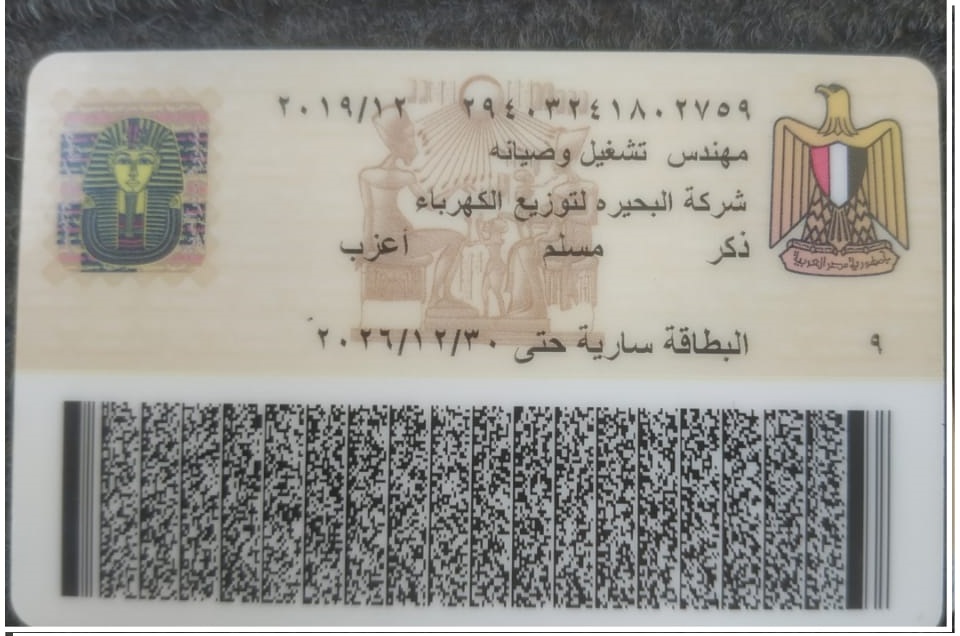 ٢٩٤٠٣٢٤١٨٠٢٧٥٩ ٢٠١٩/١٢
مهندس تشغيل وصيانه
شركة البحيره لتوزيع الكهرباء
ذكر مسلم أعزب
جمهورية مصر العربية
٩ البطاقة سارية حتى ٢٠٢٦/١٢/٣٠